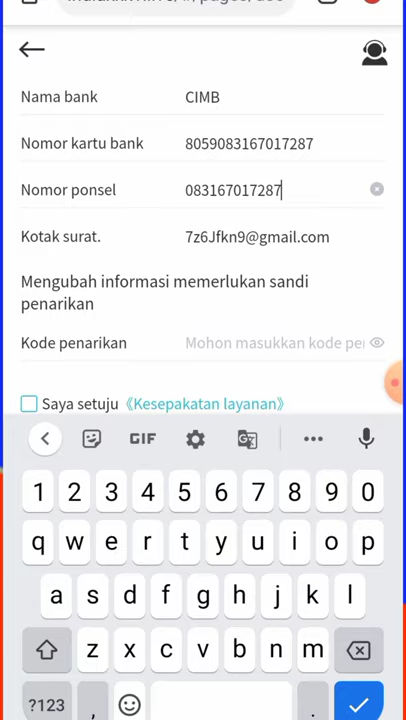 Nama bank CIMB
Nomor kartu bank 8059083167017287
Nomor ponsel 083167017287
Kotak surat. 7z6Jfkn9@gmail.com
Mengubah informasi memerlukan sandi
penarikan
Kode penarikan Mohon masukkan kode pe
Saya setuju《Kesepakatan layanan》
GIF
1 2 3 4 5 6 7 8 9 0
q w e r t y u i o p
a s d f g h j k l
z x c v b n m
?123 , .